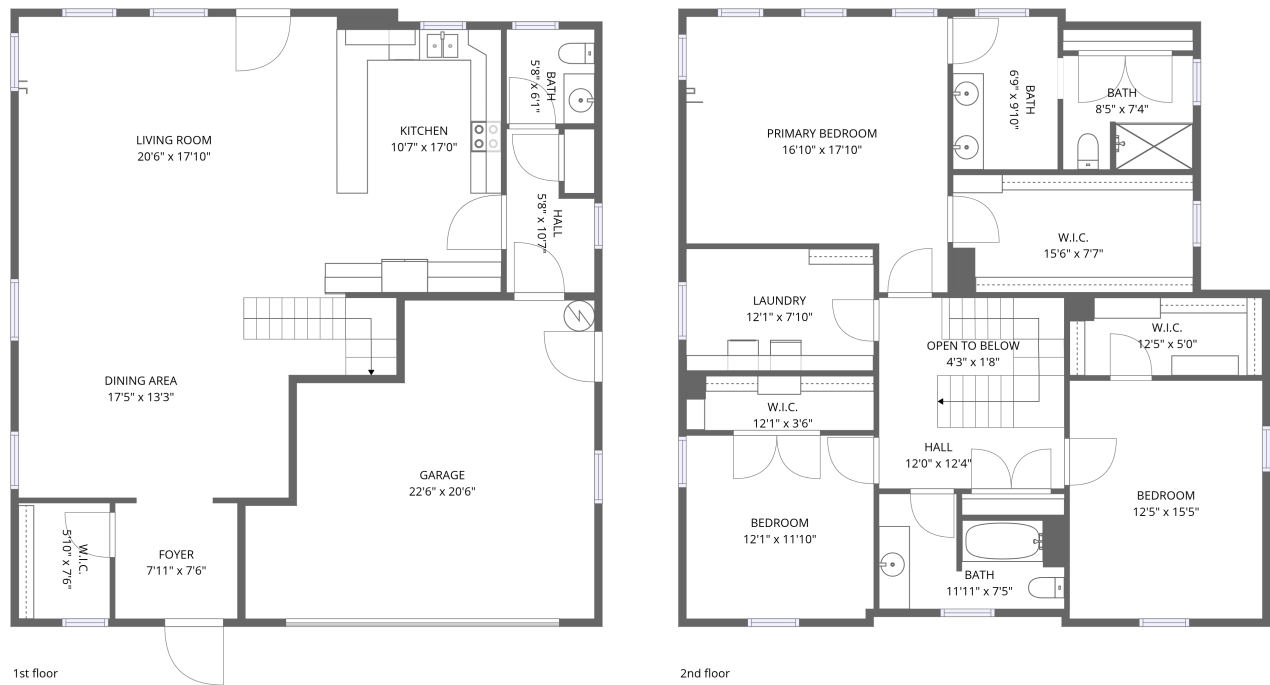 LIVING ROOM
20'6" x 17'10"
KITCHEN
10'7" x 17'0"
BATH
5'8" x 6'1"
HALL
5'8" x 10'7"
DINING AREA
17'5" x 13'3"
GARAGE
22'6" x 20'6"
W.I.C.
5'10" x 7'6"
FOYER
7'11" x 7'6"
1st floor
PRIMARY BEDROOM
16'10" x 17'10"
BATH
6'9" x 9'10"
BATH
8'5" x 7'4"
W.I.C.
15'6" x 7'7"
LAUNDRY
12'1" x 7'10"
OPEN TO BELOW
4'3" x 1'8"
W.I.C.
12'5" x 5'0"
W.I.C.
12'1" x 3'6"
HALL
12'0" x 12'4"
BEDROOM
12'1" x 11'10"
BEDROOM
12'5" x 15'5"
BATH
11'11" x 7'5"
2nd floor